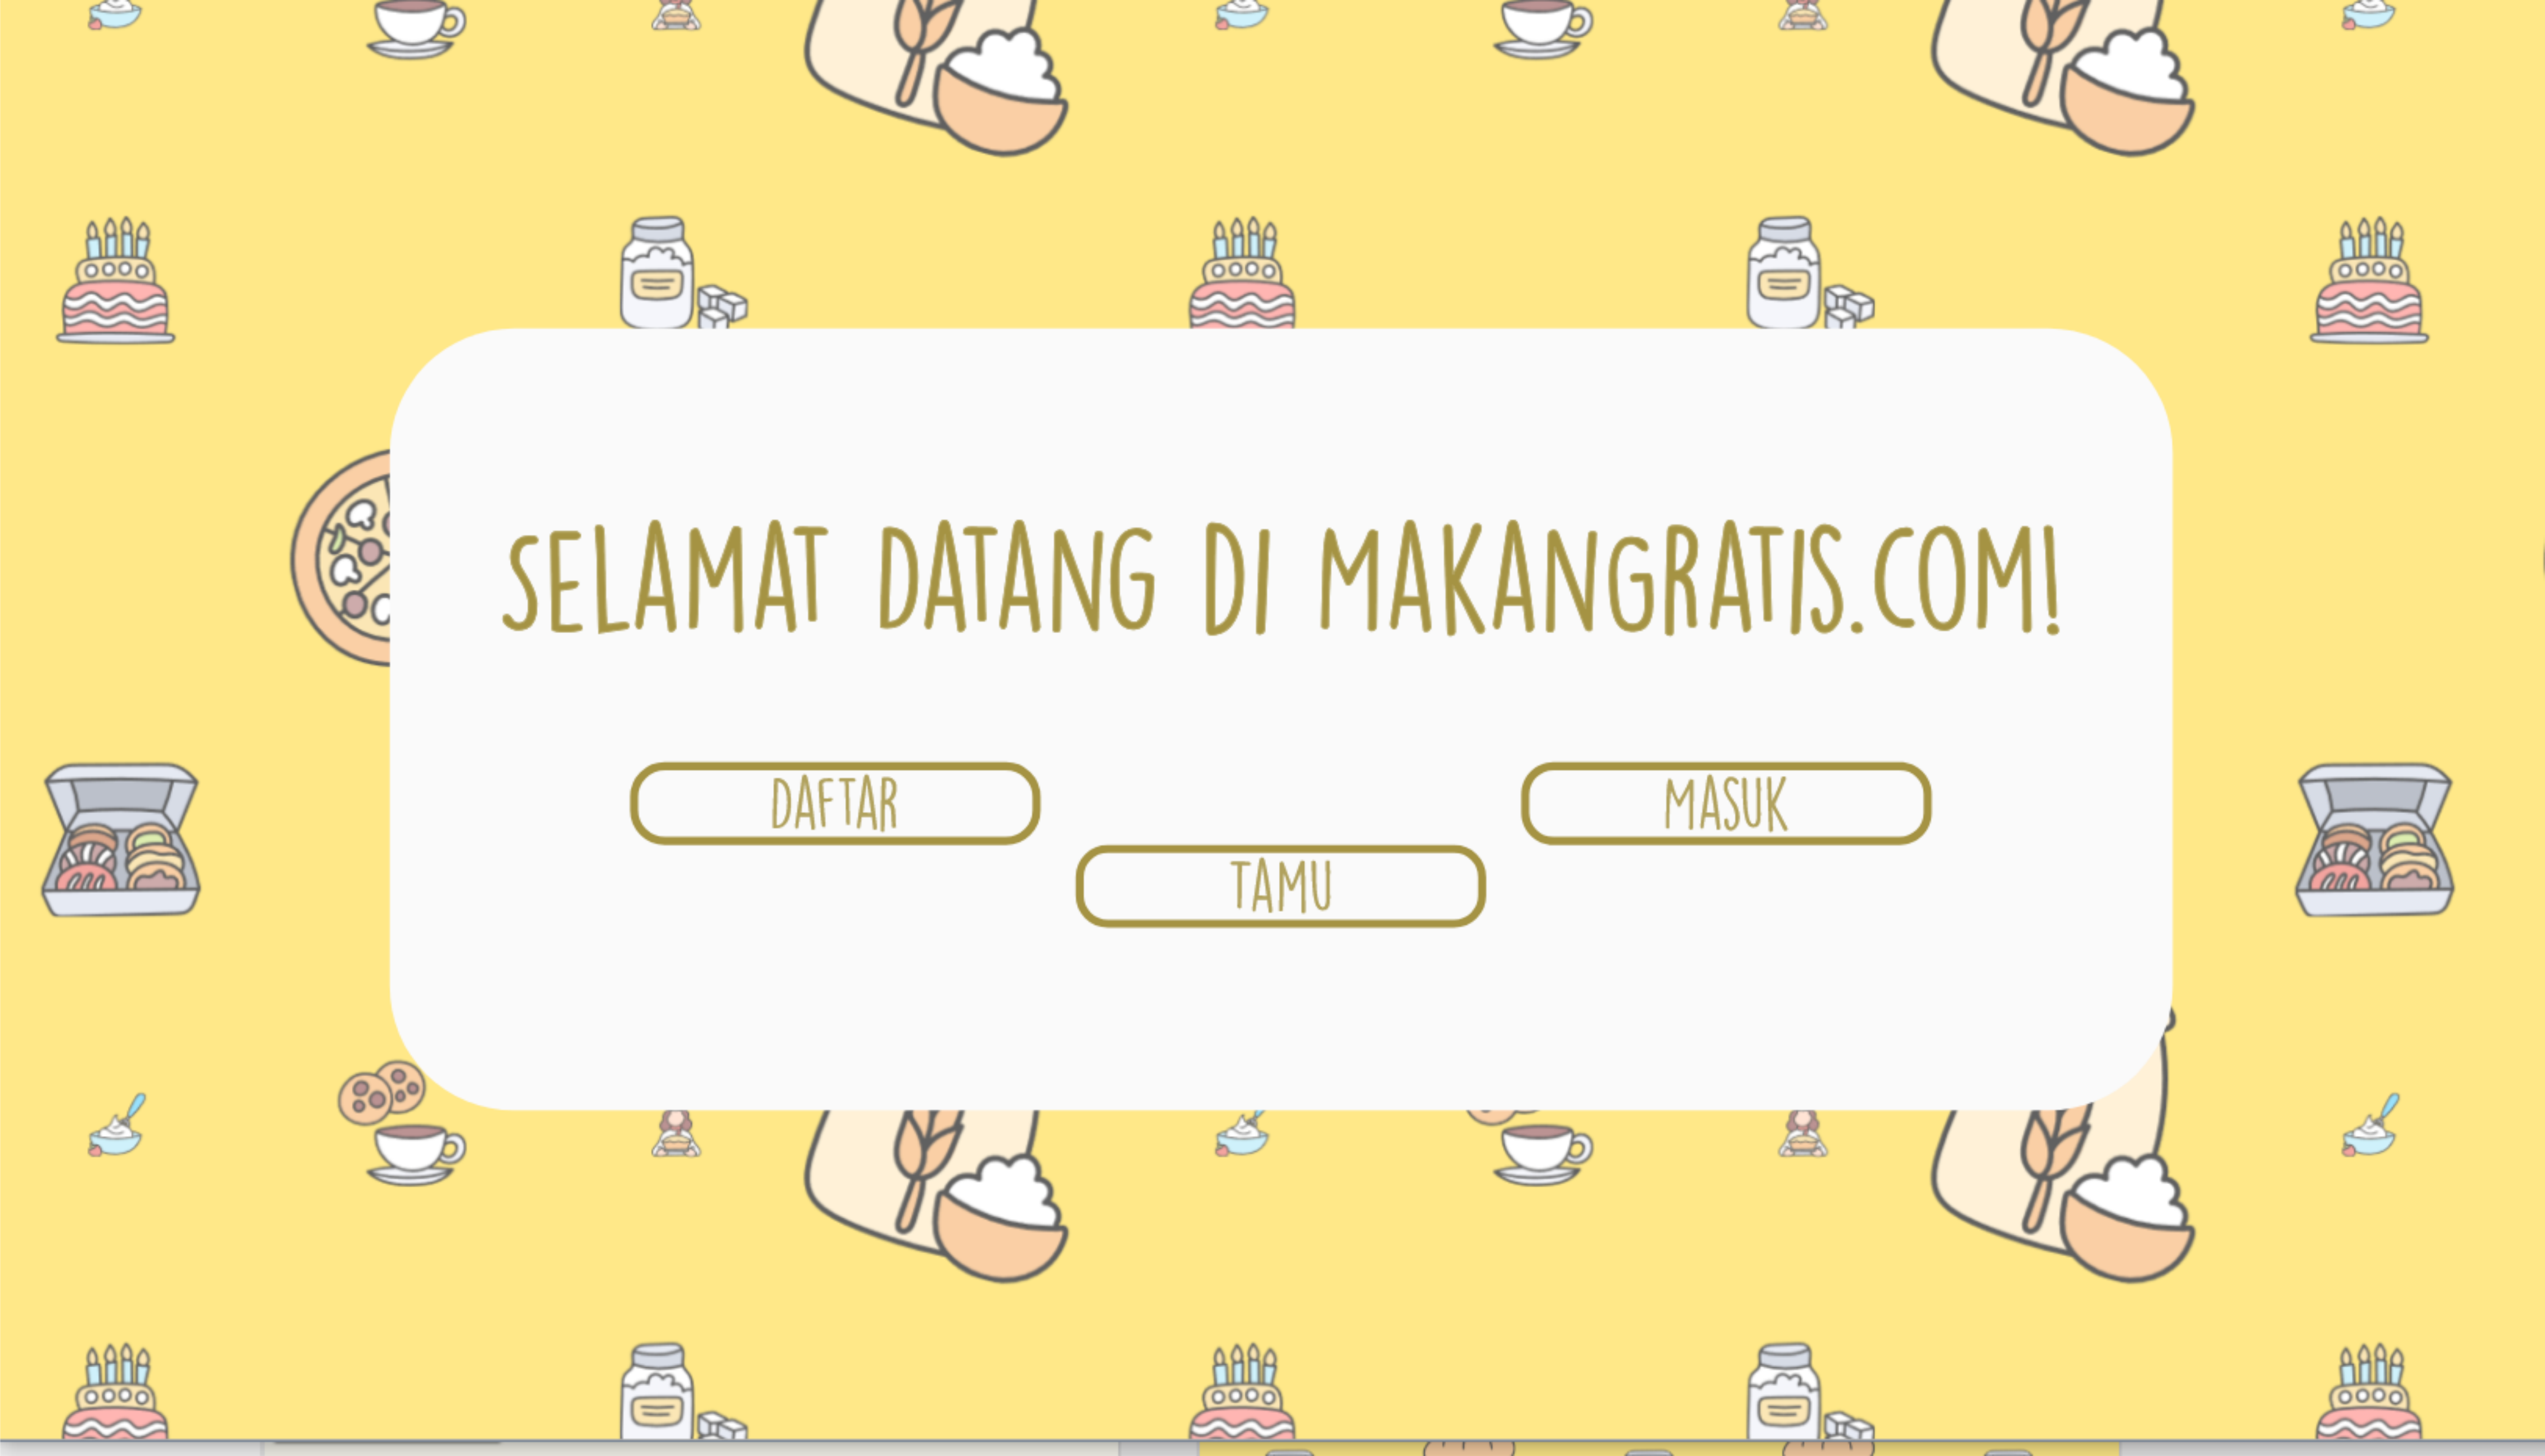 SELAMAT DATANG DI MAKANGRATIS.COM!
DAFTAR
MASUK
TAMU